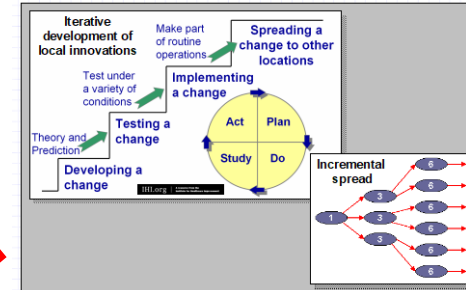 Iterative
development of
local innovations
Make part
of routine
operations
Spreading a
change to other
locations
Test under
a variety of
conditions
Implementing
a change
Theory and
Prediction
Testing a
change
Developing a
change
Act
Plan
Study
Do
IHI.org
Incremental
spread
1
3
3
3
6
6
6
6
6
6